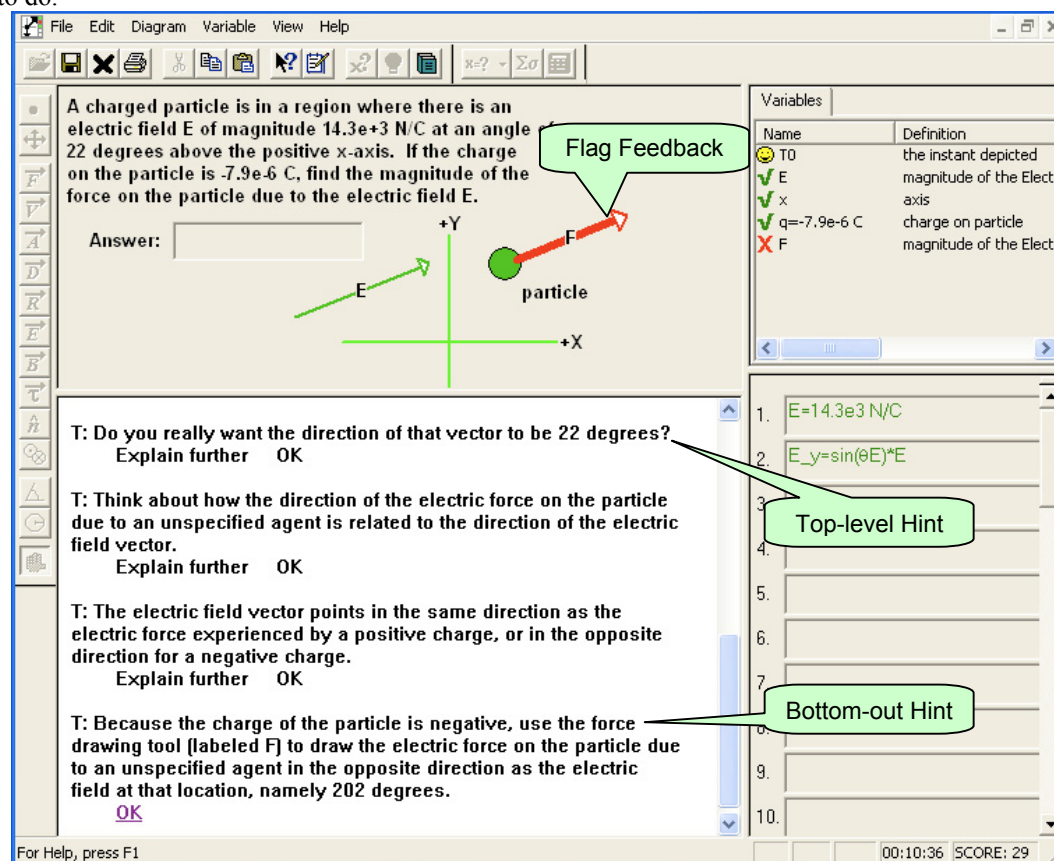 to do.
File Edit Diagram Variable View Help
x=? Σσ
A charged particle is in a region where there is an
electric field E of magnitude 14.3e+3 N/C at an angle of
22 degrees above the positive x-axis. If the charge
on the particle is -7.9e-6 C, find the magnitude of the
force on the particle due to the electric field E.
Answer:
+Y
F
E
particle
+X
Flag Feedback
Variables
Name Definition
T0 the instant depicted
E magnitude of the Elect
x axis
q=-7.9e-6 C charge on particle
F magnitude of the Elect
F
V
A
D
R
E
B
τ
n̂
T: Do you really want the direction of that vector to be 22 degrees?
Explain further OK
T: Think about how the direction of the electric force on the particle
due to an unspecified agent is related to the direction of the electric
field vector.
Explain further OK
T: The electric field vector points in the same direction as the
electric force experienced by a positive charge, or in the opposite
direction for a negative charge.
Explain further OK
T: Because the charge of the particle is negative, use the force
drawing tool (labeled F) to draw the electric force on the particle due
to an unspecified agent in the opposite direction as the electric
field at that location, namely 202 degrees.
OK
1. E=14.3e3 N/C
2. E_y=sin(θE)*E
3
Top-level Hint
4.
5.
6.
7
Bottom-out Hint
8.
9.
10.
For Help, press F1
00:10:36 SCORE: 29